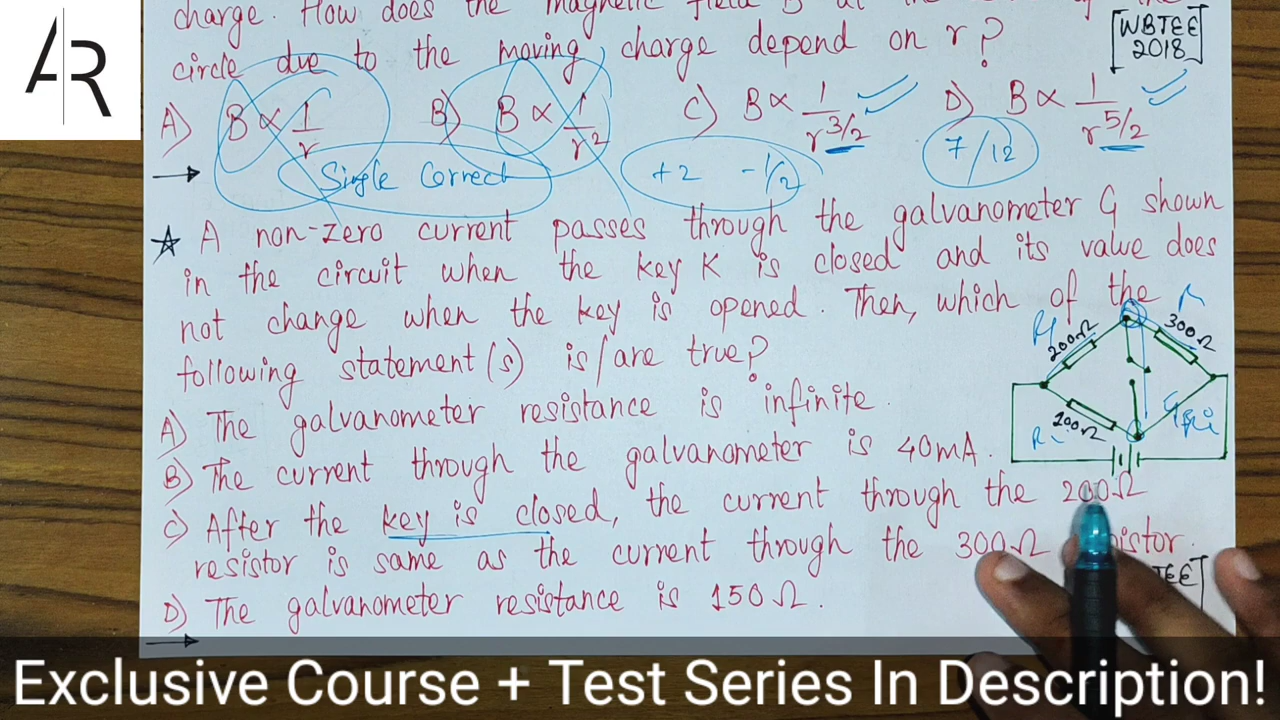 AR
charge. How does the magnetic field B at the
circle due to the moving charge depend on r?
[WBJEE 2018]
A) B ∝ 1/r B) B ∝ 1/r² C) B ∝ 1/r^3/2 D) B ∝ 1/r^5/2
→ Single Correct +2 -1/2 7/12
☆ A non-zero current passes through the galvanometer G shown
in the circuit when the key K is closed and its value does
not change when the key is opened. Then, which of the
following statement(s) is/are true?
200Ω 300Ω
200Ω G
A) The galvanometer resistance is infinite.
B) The current through the galvanometer is 40mA.
C) After the key is closed, the current through the 200Ω
resistor is same as the current through the 300Ω
D) The galvanometer resistance is 150Ω.
→
Exclusive Course + Test Series In Description!